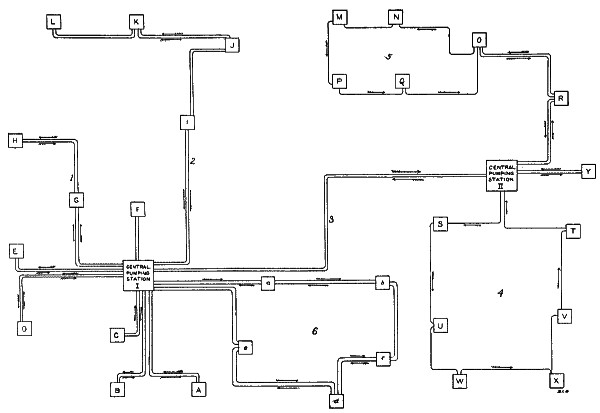 L
K
J
M
N
O
5
P
Q
R
I
H
2
1
CENTRAL
PUMPING
STATION
II
Y
G
F
3
S
T
E
CENTRAL
PUMPING
STATION
I
a
b
4
D
6
U
V
C
e
c
W
X
B
A
d